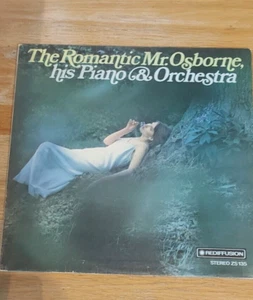 The Romantic Mr. Osborne,
his Piano & Orchestra
REDIFFUSION
STEREO ZS 135